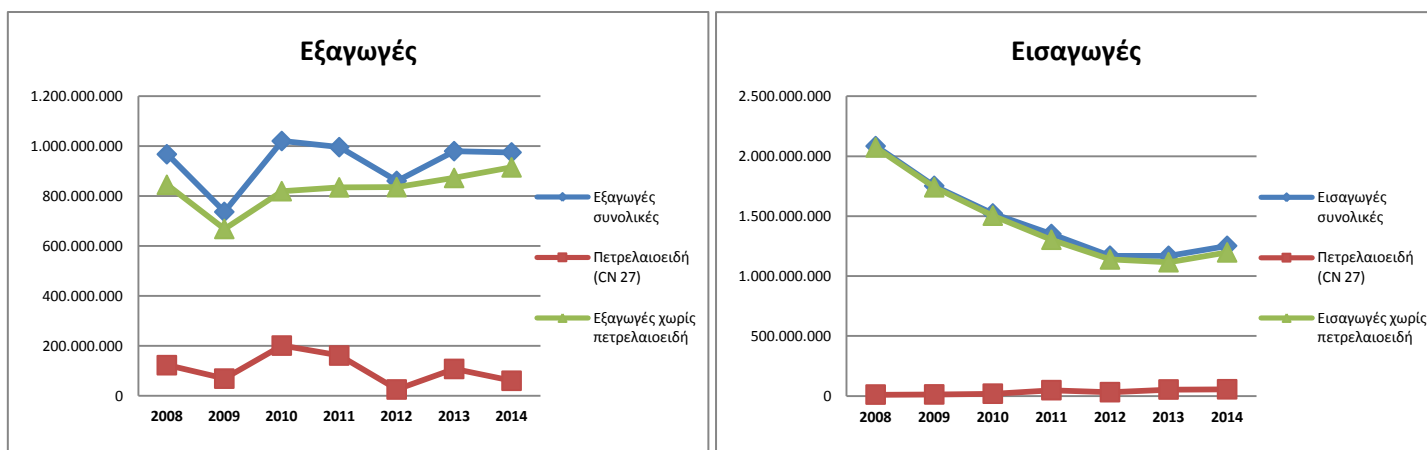 Εξαγωγές
1.200.000.000
1.000.000.000
800.000.000
600.000.000
400.000.000
200.000.000
0
2008 2009 2010 2011 2012 2013 2014
Εξαγωγές
συνολικές
Πετρελαιοειδή
(CN 27)
Εξαγωγές χωρίς
πετρελαιοειδή
Εισαγωγές
2.500.000.000
2.000.000.000
1.500.000.000
1.000.000.000
500.000.000
0
2008 2009 2010 2011 2012 2013 2014
Εισαγωγές
συνολικές
Πετρελαιοειδή
(CN 27)
Εισαγωγές χωρίς
πετρελαιοειδή